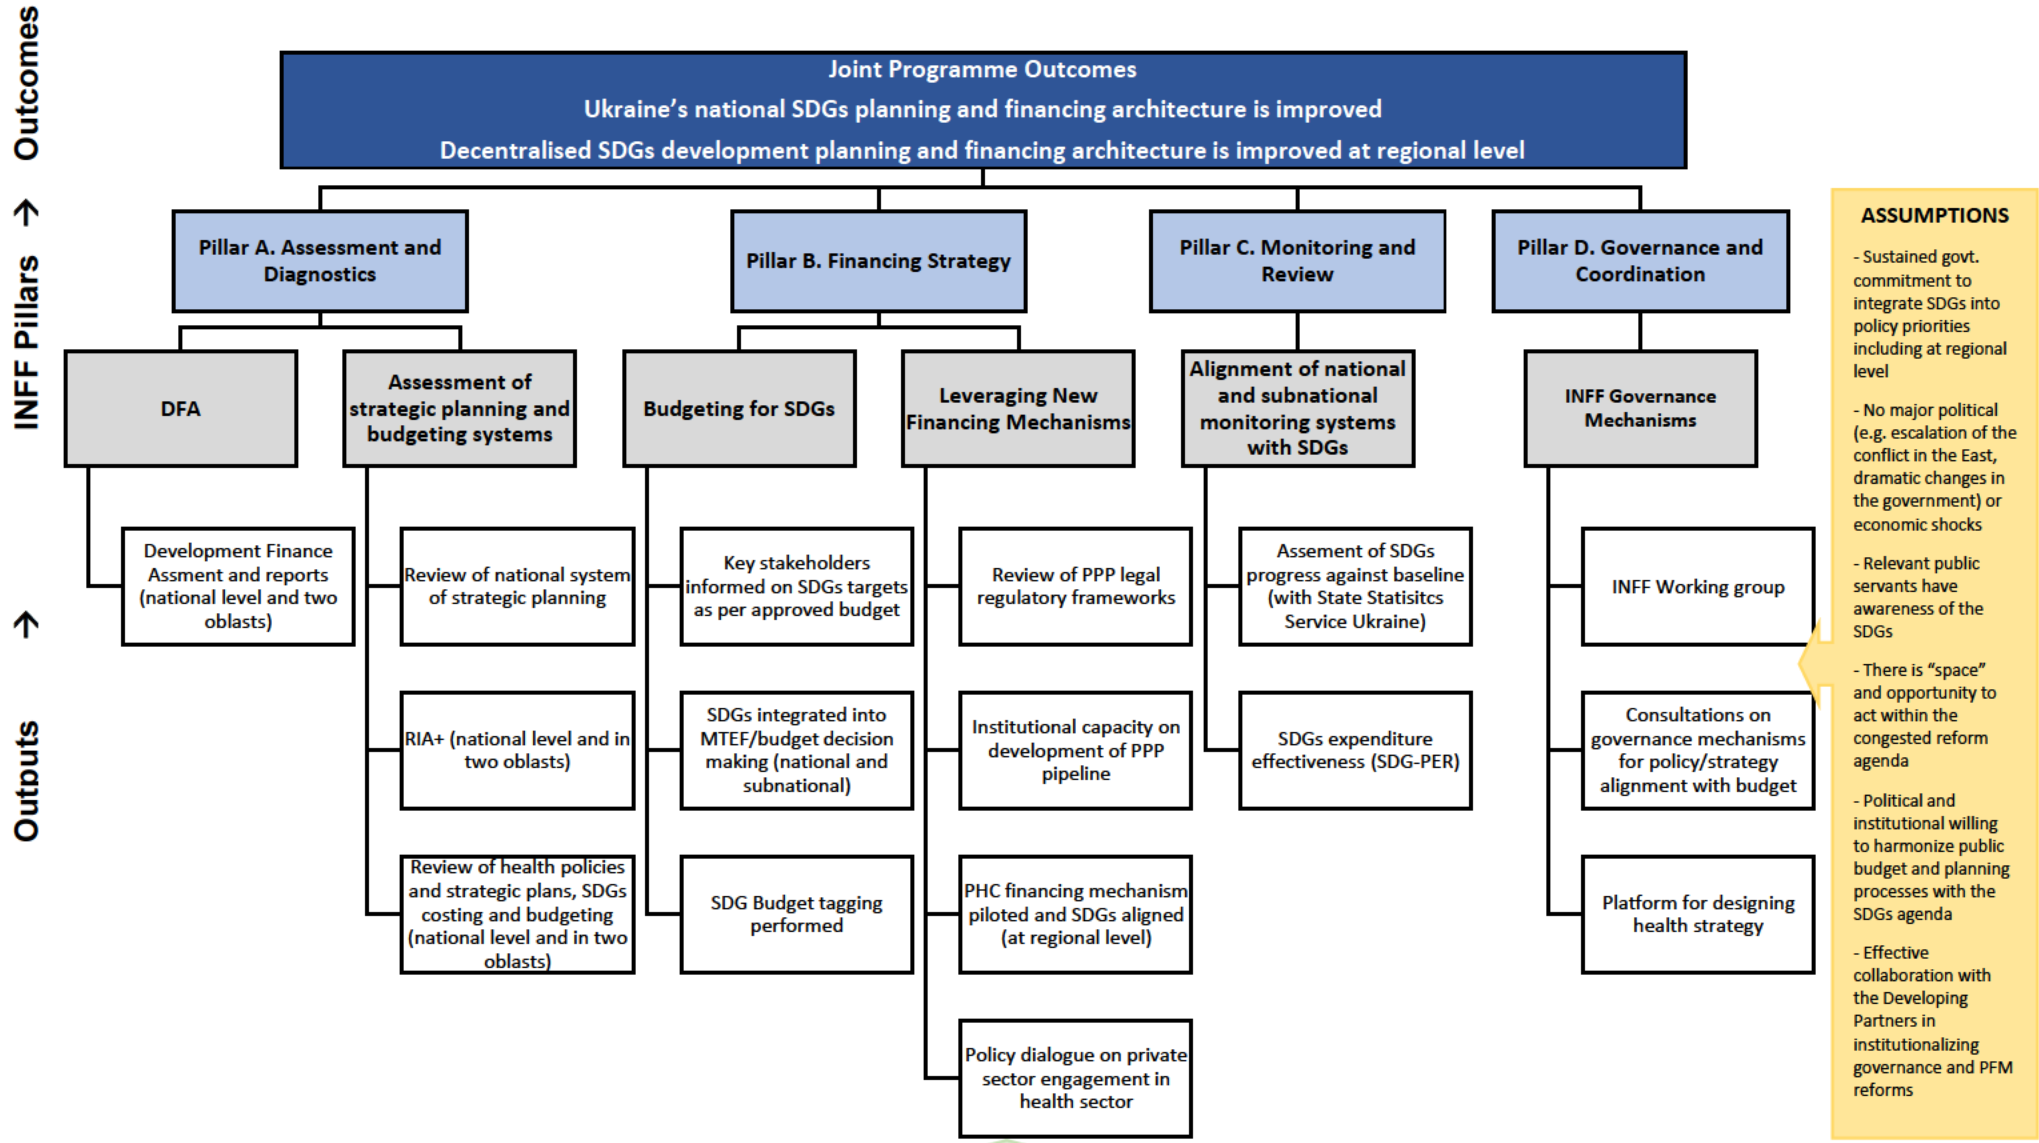 Outcomes
INFF Pillars →
Outputs →
Joint Programme Outcomes
Ukraine's national SDGs planning and financing architecture is improved
Decentralised SDGs development planning and financing architecture is improved at regional level
Pillar A. Assessment and
Diagnostics
Pillar B. Financing Strategy
Pillar C. Monitoring and
Review
Pillar D. Governance and
Coordination
DFA
Assessment of
strategic planning and
budgeting systems
Budgeting for SDGs
Leveraging New
Financing Mechanisms
Alignment of national
and subnational
monitoring systems
with SDGs
INFF Governance
Mechanisms
Development Finance
Assment and reports
(national level and two
oblasts)
Review of national system
of strategic planning
RIA+ (national level and in
two oblasts)
Review of health policies
and strategic plans, SDGs
costing and budgeting
(national level and in two
oblasts)
Key stakeholders
informed on SDGs targets
as per approved budget
SDGs integrated into
MTEF/budget decision
making (national and
subnational)
SDG Budget tagging
performed
Review of PPP legal
regulatory frameworks
Institutional capacity on
development of PPP
pipeline
PHC financing mechanism
piloted and SDGs aligned
(at regional level)
Policy dialogue on private
sector engagement in
health sector
Assement of SDGs
progress against baseline
(with State Statisitcs
Service Ukraine)
SDGs expenditure
effectiveness (SDG-PER)
INFF Working group
Consultations on
governance mechanisms
for policy/strategy
alignment with budget
Platform for designing
health strategy
ASSUMPTIONS
- Sustained govt.
commitment to
integrate SDGs into
policy priorities
including at regional
level
- No major political
(e.g. escalation of the
conflict in the East,
dramatic changes in
the government) or
economic shocks
- Relevant public
servants have
awareness of the
SDGs
- There is "space"
and opportunity to
act within the
congested reform
agenda
- Political and
institutional willing
to harmonize public
budget and planning
processes with the
SDGs agenda
- Effective
collaboration with
the Developing
Partners in
institutionalizing
governance and PFM
reforms